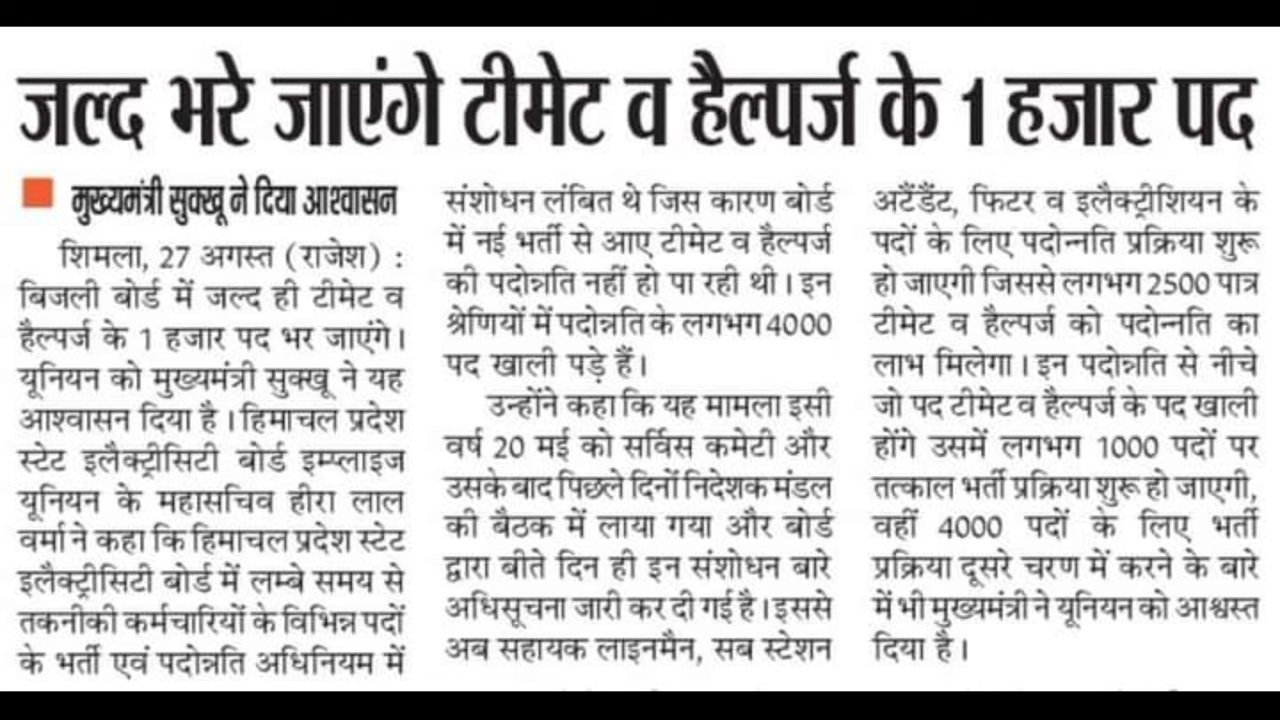 जल्द भरे जाएंगे टीमेट व हैल्पर्ज के 1 हजार पद
मुख्यमंत्री सुक्खू ने दिया आश्वासन
शिमला, 27 अगस्त (राजेश) :
बिजली बोर्ड में जल्द ही टीमेट व
हैल्पर्ज के 1 हजार पद भर जाएंगे।
यूनियन को मुख्यमंत्री सुक्खू ने यह
आश्वासन दिया है। हिमाचल प्रदेश
स्टेट इलैक्ट्रीसिटी बोर्ड इम्प्लाइज
यूनियन के महासचिव हीरा लाल
वर्मा ने कहा कि हिमाचल प्रदेश स्टेट
इलैक्ट्रीसिटी बोर्ड में लम्बे समय से
तकनीकी कर्मचारियों के विभिन्न पदों
के भर्ती एवं पदोन्नति अधिनियम में
संशोधन लंबित थे जिस कारण बोर्ड
में नई भर्ती से आए टीमेट व हैल्पर्ज
की पदोन्नति नहीं हो पा रही थी। इन
श्रेणियों में पदोन्नति के लगभग 4000
पद खाली पड़े हैं।
उन्होंने कहा कि यह मामला इसी
वर्ष 20 मई को सर्विस कमेटी और
उसके बाद पिछले दिनों निदेशक मंडल
की बैठक में लाया गया और बोर्ड
द्वारा बीते दिन ही इन संशोधन बारे
अधिसूचना जारी कर दी गई है। इससे
अब सहायक लाइनमैन, सब स्टेशन
अटैंडैंट, फिटर व इलैक्ट्रीशियन के
पदों के लिए पदोन्नति प्रक्रिया शुरू
हो जाएगी जिससे लगभग 2500 पात्र
टीमेट व हैल्पर्ज को पदोन्नति का
लाभ मिलेगा। इन पदोन्नति से नीचे
जो पद टीमेट व हैल्पर्ज के पद खाली
होंगे उसमें लगभग 1000 पदों पर
तत्काल भर्ती प्रक्रिया शुरू हो जाएगी,
वहीं 4000 पदों के लिए भर्ती
प्रक्रिया दूसरे चरण में करने के बारे
में भी मुख्यमंत्री ने यूनियन को आश्वस्त
दिया है।